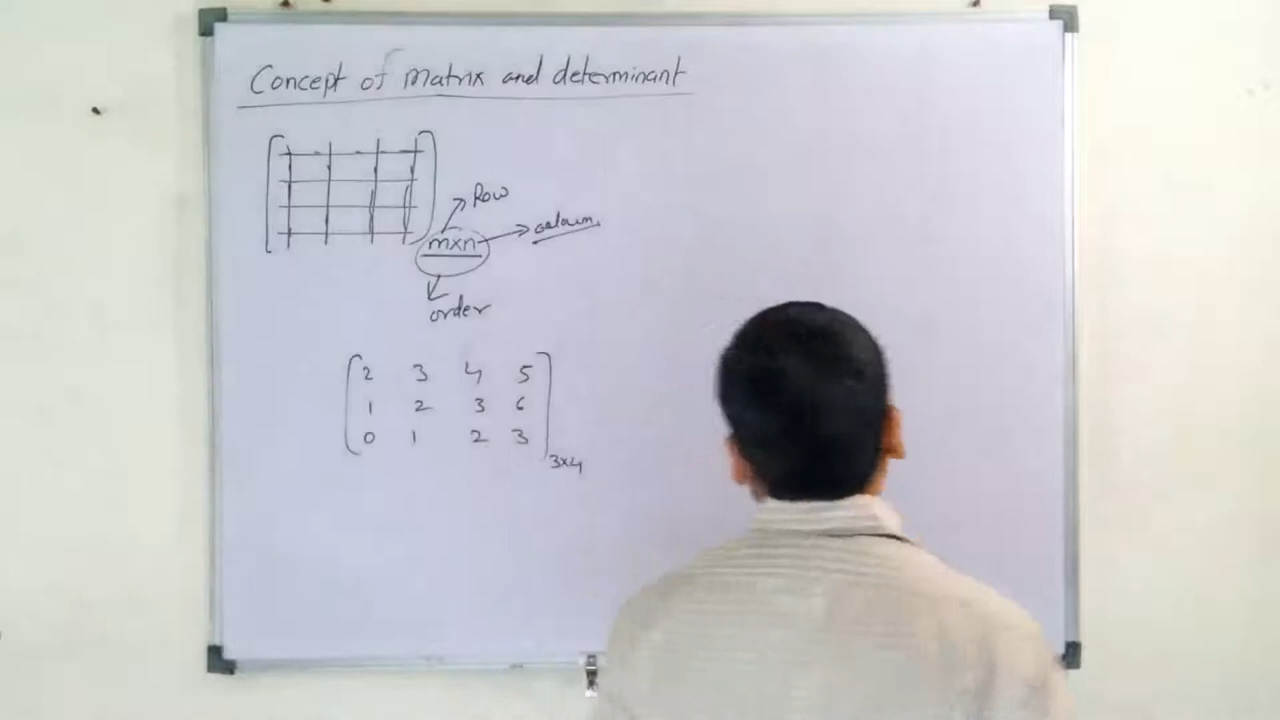 Concept of Matrix and determinant
Row
mxn
order
2 3 4 5
1 2 3 6
0 1 2 3
3x4